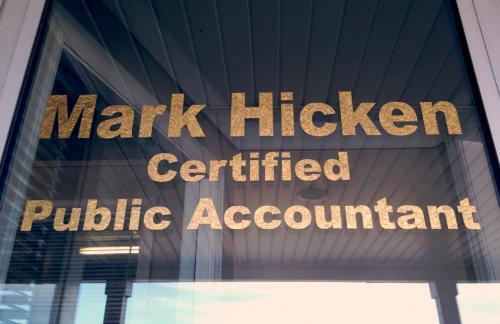 Mark Hicken
Certified
Public Accountant